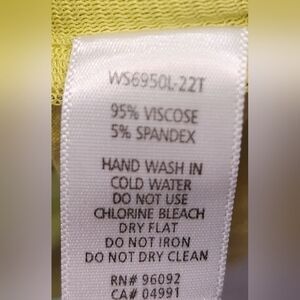 WS6950L-22T
95% VISCOSE
5% SPANDEX
HAND WASH IN
COLD WATER
DO NOT USE
CHLORINE BLEACH
DRY FLAT
DO NOT IRON
DO NOT DRY CLEAN
RN# 96092
CA# 04991